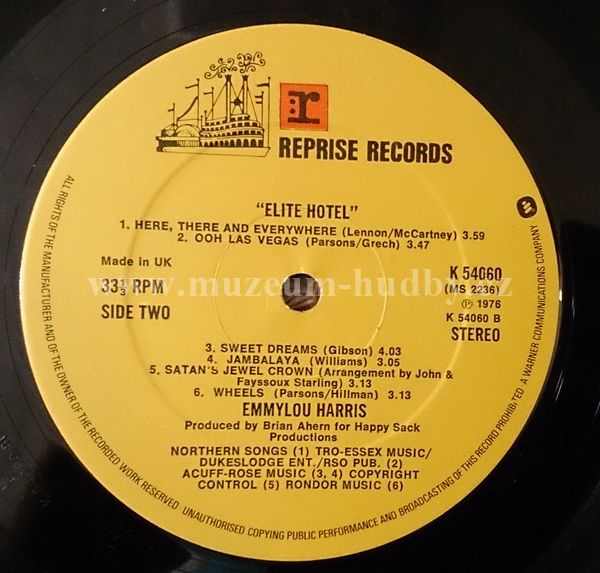 :r
REPRISE RECORDS
"ELITE HOTEL"
1. HERE, THERE AND EVERYWHERE (Lennon/McCartney) 3.59
2. OOH LAS VEGAS (Parsons/Grech) 3.47
Made in UK
33⅓ RPM
SIDE TWO
K 54060
(MS 2236)
℗ 1976
K 54060 B
STEREO
www.muzeum-hudby.cz
3. SWEET DREAMS (Gibson) 4.03
4. JAMBALAYA (Williams) 3.05
5. SATAN'S JEWEL CROWN (Arrangement by John &
Fayssoux Starling) 3.13
6. WHEELS (Parsons/Hillman) 3.13
EMMYLOU HARRIS
Produced by Brian Ahern for Happy Sack
Productions
NORTHERN SONGS (1) TRO-ESSEX MUSIC/
DUKESLODGE ENT./RSO PUB. (2)
ACUFF-ROSE MUSIC (3, 4) COPYRIGHT
CONTROL (5) RONDOR MUSIC (6)
ALL RIGHTS OF THE MANUFACTURER AND OF THE OWNER OF THE RECORDED WORK RESERVED UNAUTHORISED COPYING PUBLIC PERFORMANCE AND BROADCASTING OF THIS RECORD PROHIBITED · A WARNER COMMUNICATIONS COMPANY.